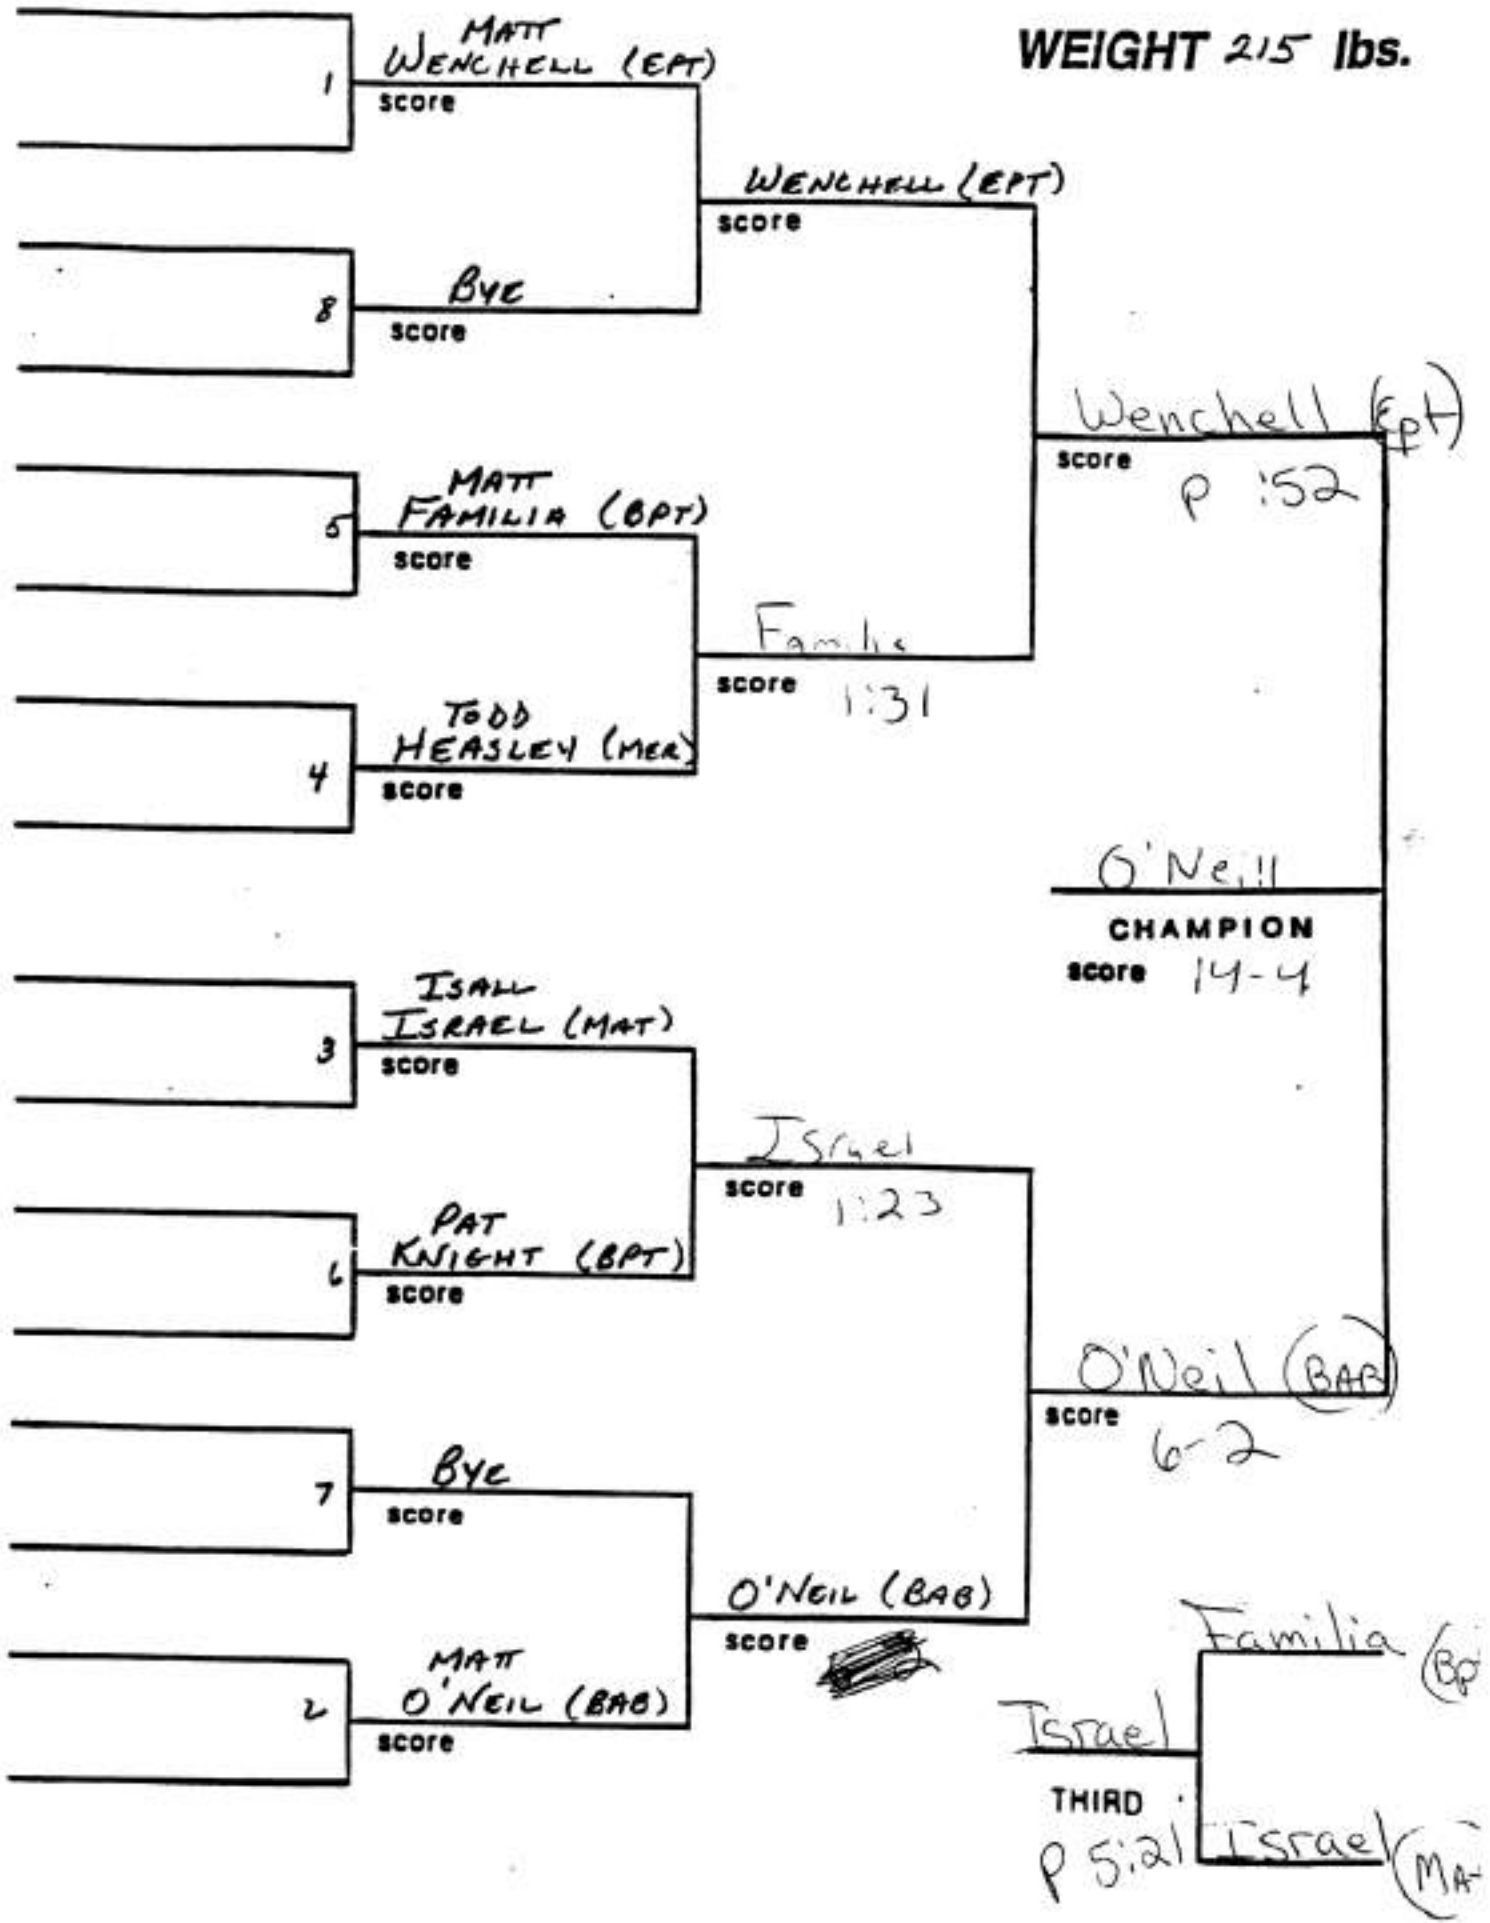 WEIGHT 215 lbs.
MATT
1 WENCHELL (EPT)
score
WENCHELL (EPT)
score
8 BYE
score
Wenchell (Ept)
score
p :52
MATT
5 FAMILIA (BPT)
score
Familia
score 1:31
TODD
4 HEASLEY (MER)
score
O'Neill
CHAMPION
score 14-4
ISALL
3 ISRAEL (MAT)
score
Israel
score 1:23
PAT
6 KNIGHT (BPT)
score
O'Neil (BAB)
score
6-2
7 BYE
score
O'NEIL (BAB)
score
MATT
2 O'NEIL (BAB)
score
Familia (Bp
Israel
THIRD
p 5:21
Israel (MA